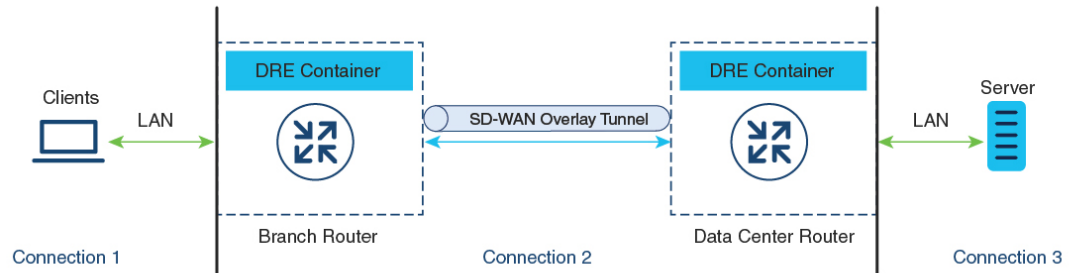 DRE Container
DRE Container
Clients
LAN
SD-WAN Overlay Tunnel
LAN
Server
Branch Router
Data Center Router
Connection 1
Connection 2
Connection 3